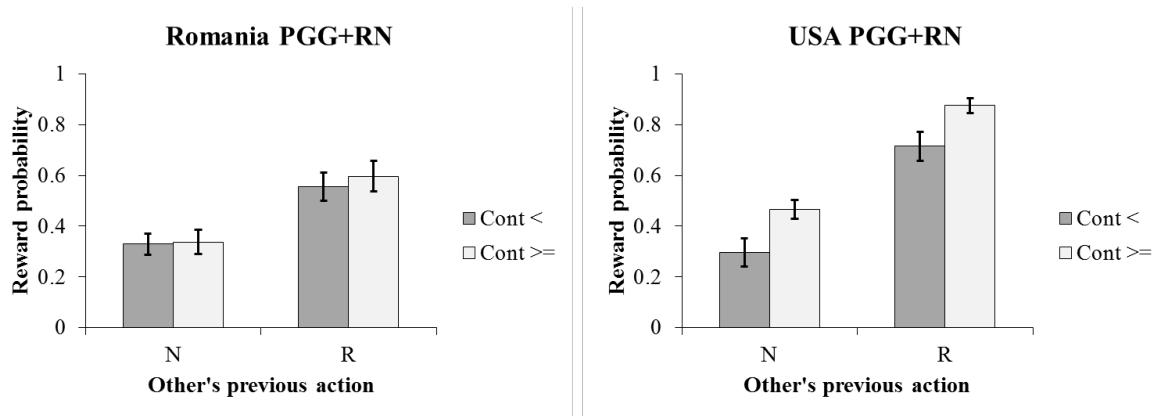 Romania PGG+RN
Reward probability
1
0.8
0.6
0.4
0.2
0
N
R
Other's previous action
Cont <
Cont >=
USA PGG+RN
Reward probability
1
0.8
0.6
0.4
0.2
0
N
R
Other's previous action
Cont <
Cont >=